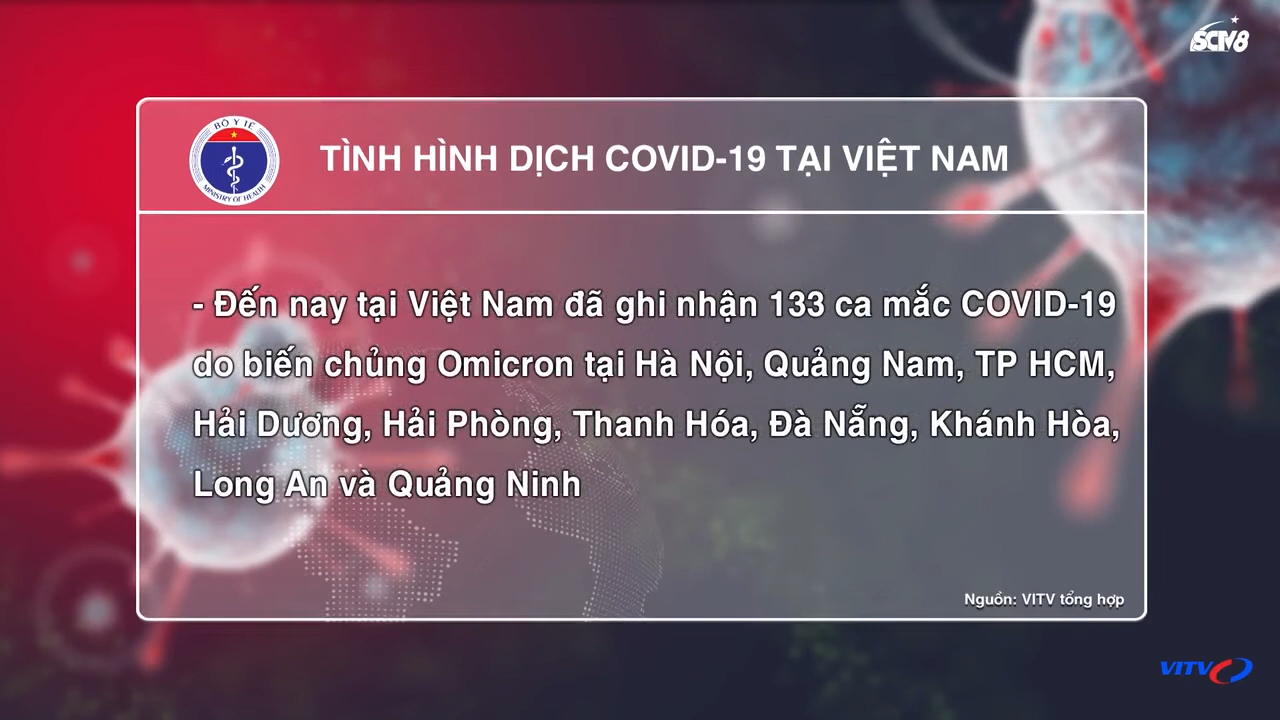 SCTV8
BỘ Y TẾ
MINISTRY OF HEALTH
TÌNH HÌNH DỊCH COVID-19 TẠI VIỆT NAM
- Đến nay tại Việt Nam đã ghi nhận 133 ca mắc COVID-19
do biến chủng Omicron tại Hà Nội, Quảng Nam, TP HCM,
Hải Dương, Hải Phòng, Thanh Hóa, Đà Nẵng, Khánh Hòa,
Long An và Quảng Ninh
Nguồn: VITV tổng hợp
VITV